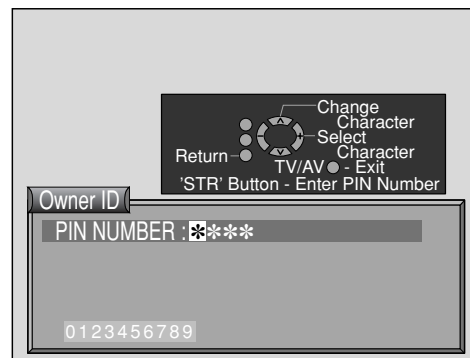 Change
Character
Select
Character
Return
TV/AV - Exit
'STR' Button - Enter PIN Number
Owner ID
PIN NUMBER : ****
0123456789